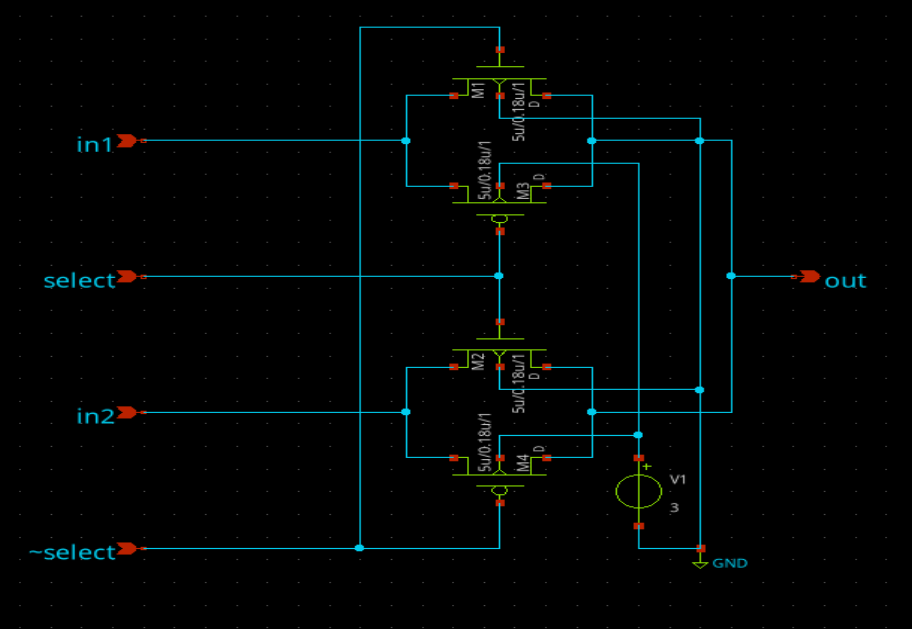 M1
5u/0.18u/1
D
in1
5u/0.18u/1
M3
D
select
out
M2
5u/0.18u/1
D
in2
5u/0.18u/1
M4
D
+
V1
3
~select
GND